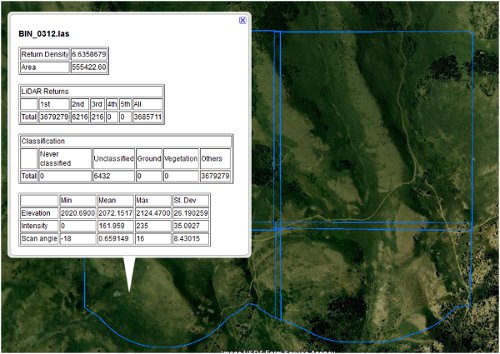 BIN_0312.las
Return Density 6.6358679
Area 555422.60
LiDAR Returns
1st 2nd 3rd 4th 5th All
Total 3679279 6216 216 0 0 3685711
Classification
Never classified Unclassified Ground Vegetation Others
Total 0 6432 0 0 3679279
Min Mean Max St. Dev
Elevation 2020.6900 2072.1517 2124.4700 26.190259
Intensity 0 161.959 235 35.0927
Scan angle -18 0.659149 16 8.43015
Image USDA Farm Service Agency